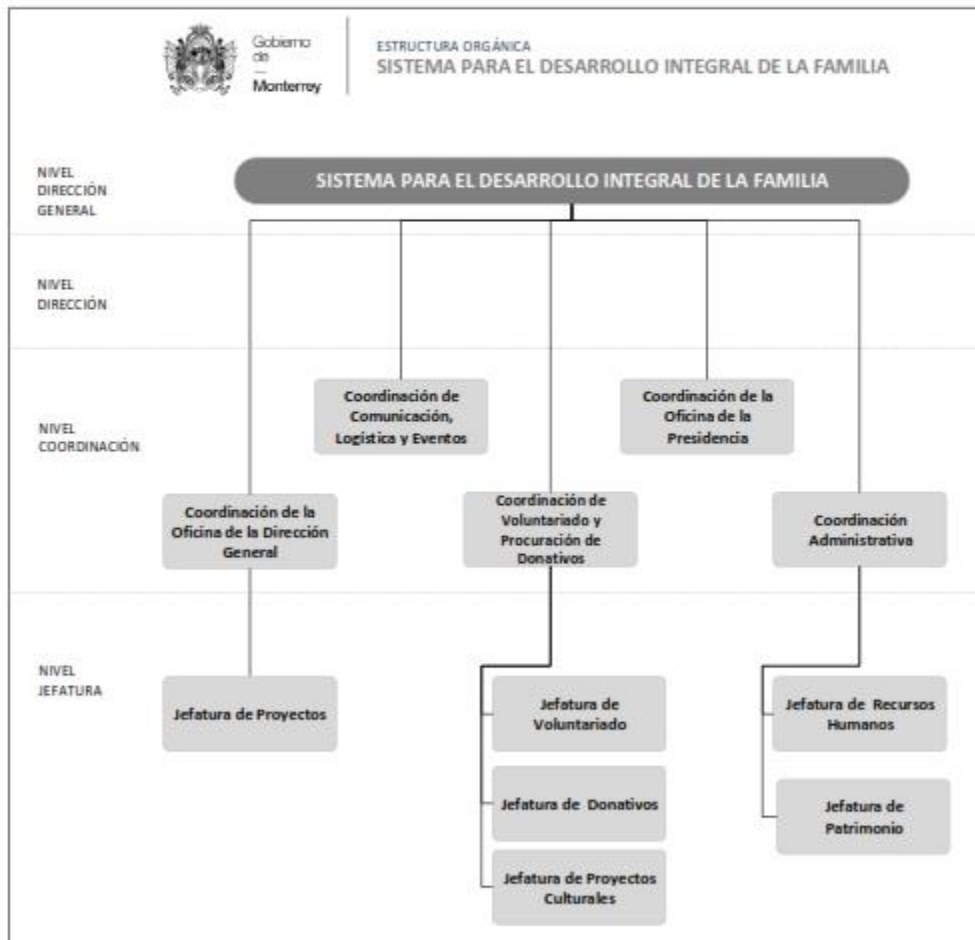 Gobierno
de
—
Monterrey
ESTRUCTURA ORGÁNICA
SISTEMA PARA EL DESARROLLO INTEGRAL DE LA FAMILIA
NIVEL
DIRECCIÓN
GENERAL
SISTEMA PARA EL DESARROLLO INTEGRAL DE LA FAMILIA
NIVEL
DIRECCIÓN
NIVEL
COORDINACIÓN
Coordinación de
Comunicación,
Logística y Eventos
Coordinación de la
Oficina de la
Presidencia
Coordinación de la
Oficina de la Dirección
General
Coordinación de
Voluntariado y
Procuración de
Donativos
Coordinación
Administrativa
NIVEL
JEFATURA
Jefatura de Proyectos
Jefatura de
Voluntariado
Jefatura de Recursos
Humanos
Jefatura de Donativos
Jefatura de
Patrimonio
Jefatura de Proyectos
Culturales